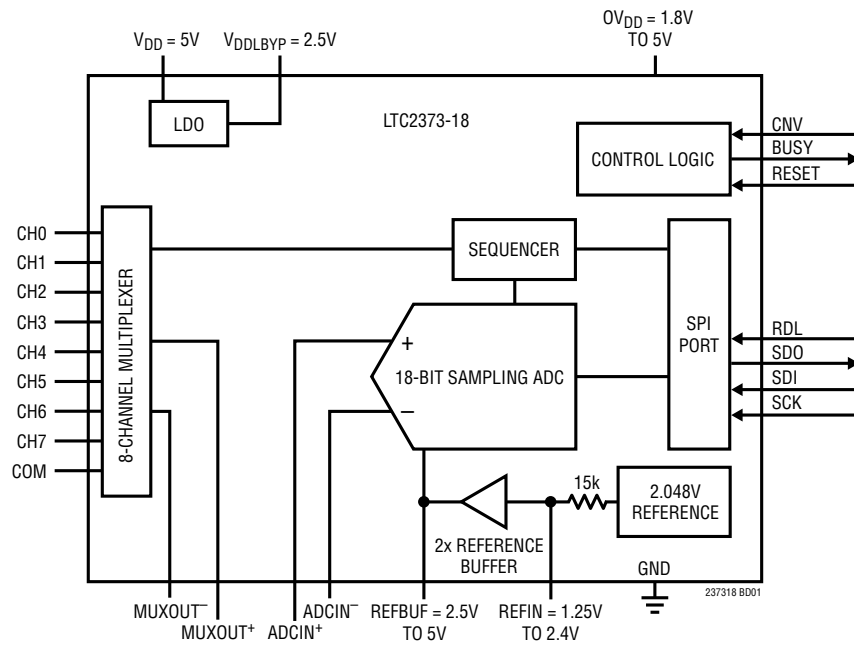 V_DD = 5V
V_DDLBYP = 2.5V
OV_DD = 1.8V
TO 5V
LDO
LTC2373-18
CONTROL LOGIC
CNV
BUSY
RESET
CH0
CH1
CH2
CH3
CH4
CH5
CH6
CH7
COM
8-CHANNEL MULTIPLEXER
SEQUENCER
+
18-BIT SAMPLING ADC
–
SPI
PORT
RDL
SDO
SDI
SCK
15k
2.048V
REFERENCE
2x REFERENCE
BUFFER
GND
237318 BD01
MUXOUT⁻
MUXOUT⁺
ADCIN⁺
ADCIN⁻
REFBUF = 2.5V
TO 5V
REFIN = 1.25V
TO 2.4V